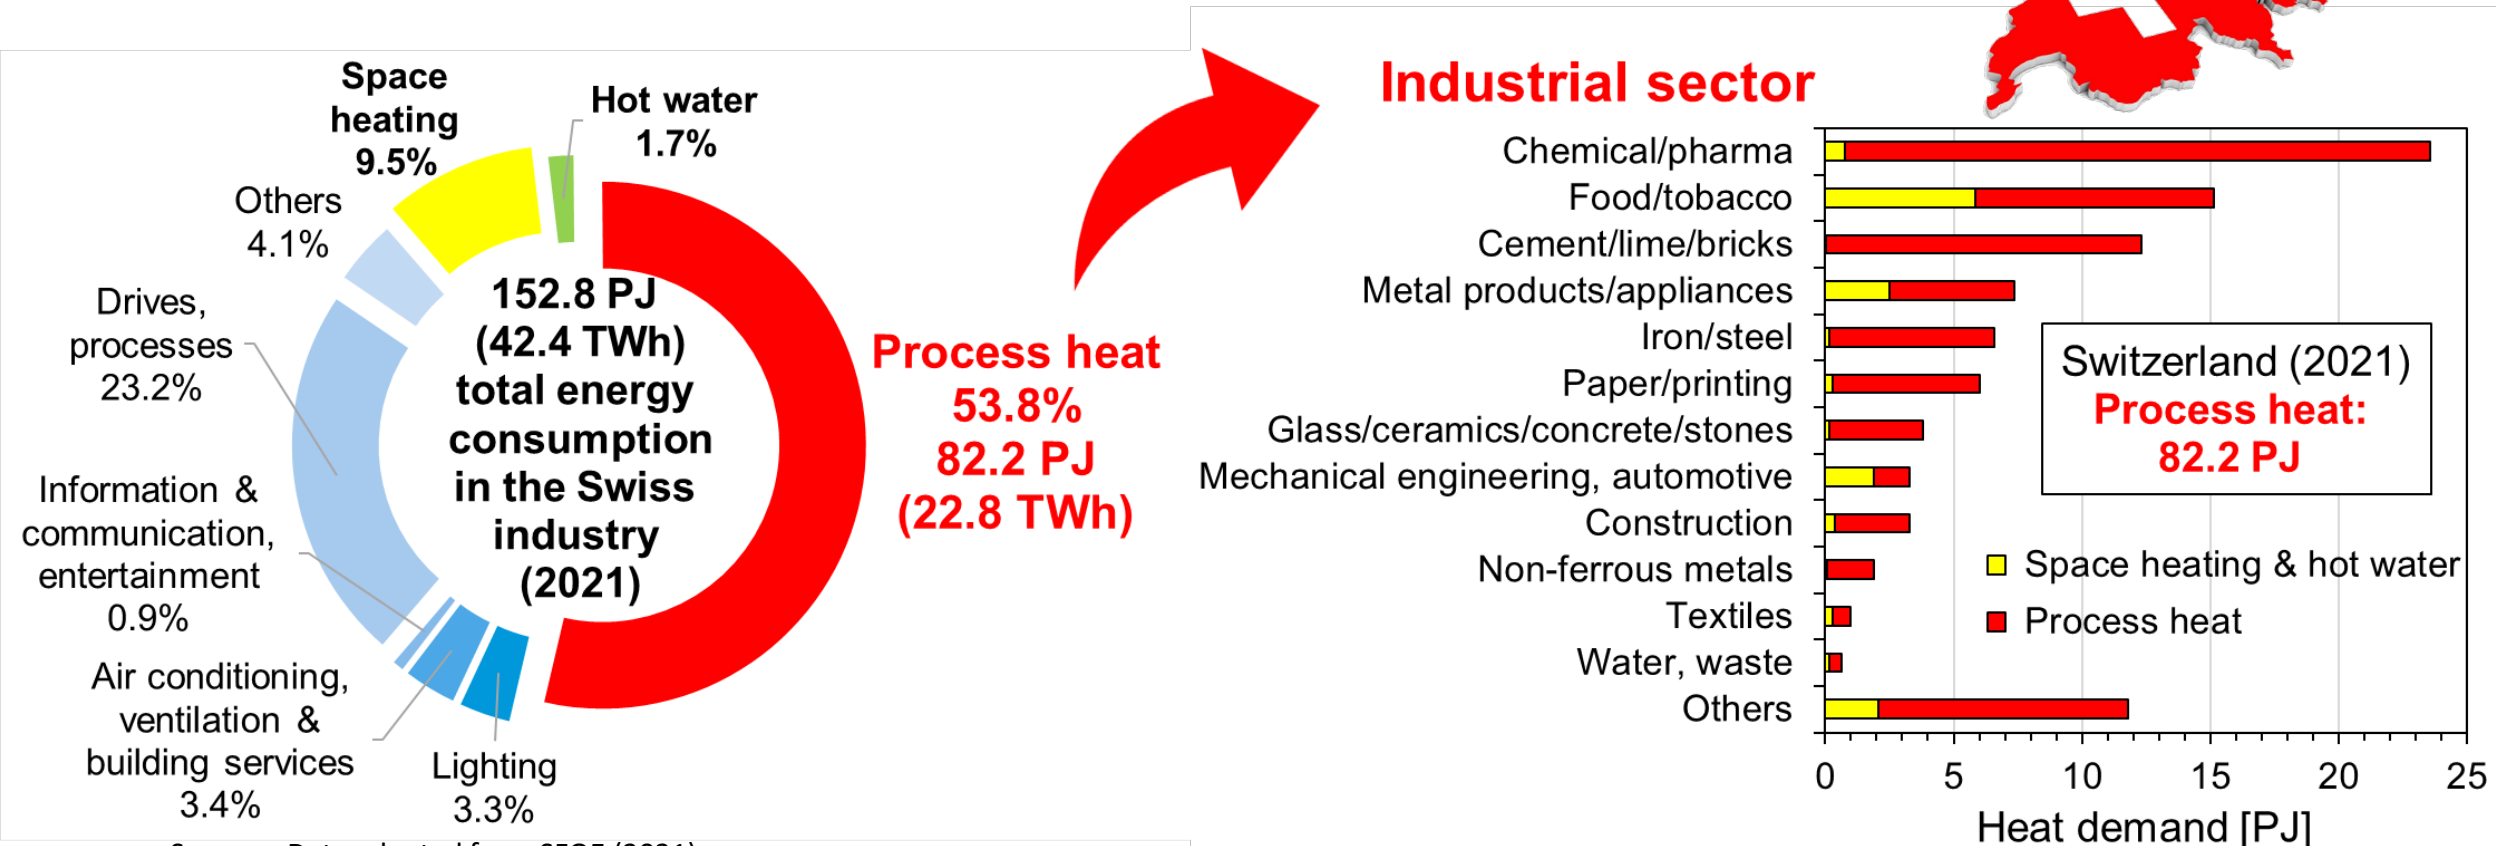 Space
heating
9.5%
Hot water
1.7%
Others
4.1%
Drives,
processes
23.2%
Information &
communication,
entertainment
0.9%
Air conditioning,
ventilation &
building services
3.4%
Lighting
3.3%
152.8 PJ
(42.4 TWh)
total energy
consumption
in the Swiss
industry
(2021)
Process heat
53.8%
82.2 PJ
(22.8 TWh)
Industrial sector
Chemical/pharma
Food/tobacco
Cement/lime/bricks
Metal products/appliances
Iron/steel
Paper/printing
Glass/ceramics/concrete/stones
Mechanical engineering, automotive
Construction
Non-ferrous metals
Textiles
Water, waste
Others
Switzerland (2021)
Process heat:
82.2 PJ
Space heating & hot water
Process heat
0 5 10 15 20 25
Heat demand [PJ]